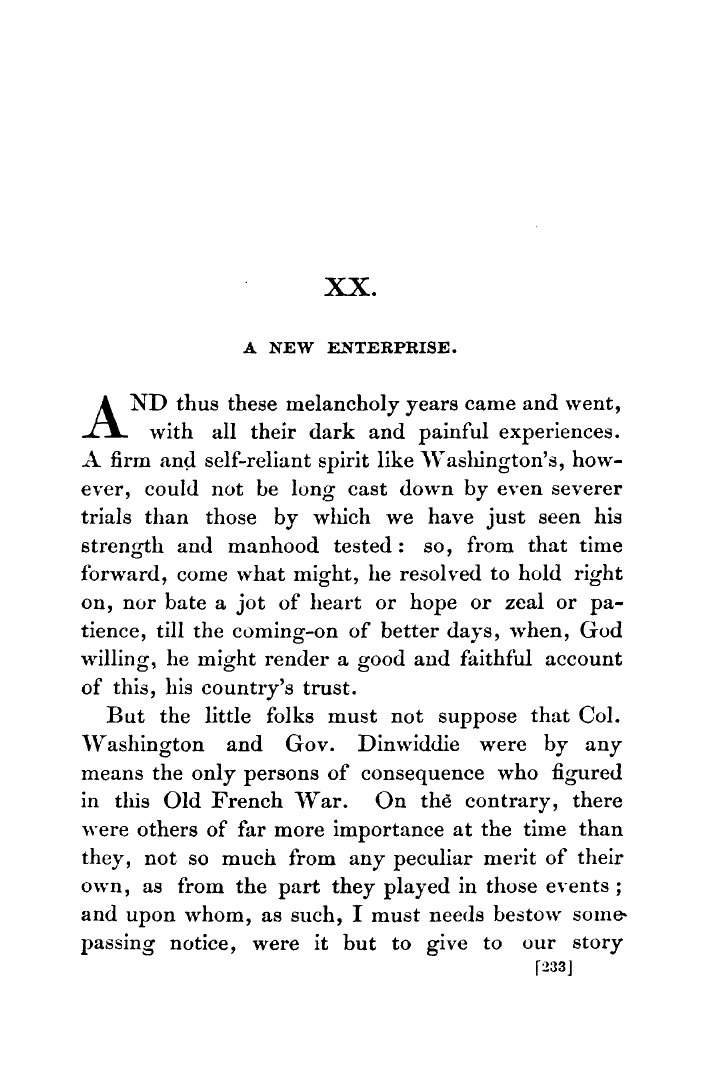 XX.
A NEW ENTERPRISE.
AND thus these melancholy years came and went,
with all their dark and painful experiences.
A firm and self-reliant spirit like Washington's, how-
ever, could not be long cast down by even severer
trials than those by which we have just seen his
strength and manhood tested: so, from that time
forward, come what might, he resolved to hold right
on, nor bate a jot of heart or hope or zeal or pa-
tience, till the coming-on of better days, when, God
willing, he might render a good and faithful account
of this, his country's trust.
But the little folks must not suppose that Col.
Washington and Gov. Dinwiddie were by any
means the only persons of consequence who figured
in this Old French War. On the contrary, there
were others of far more importance at the time than
they, not so much from any peculiar merit of their
own, as from the part they played in those events;
and upon whom, as such, I must needs bestow some
passing notice, were it but to give to our story
[233]